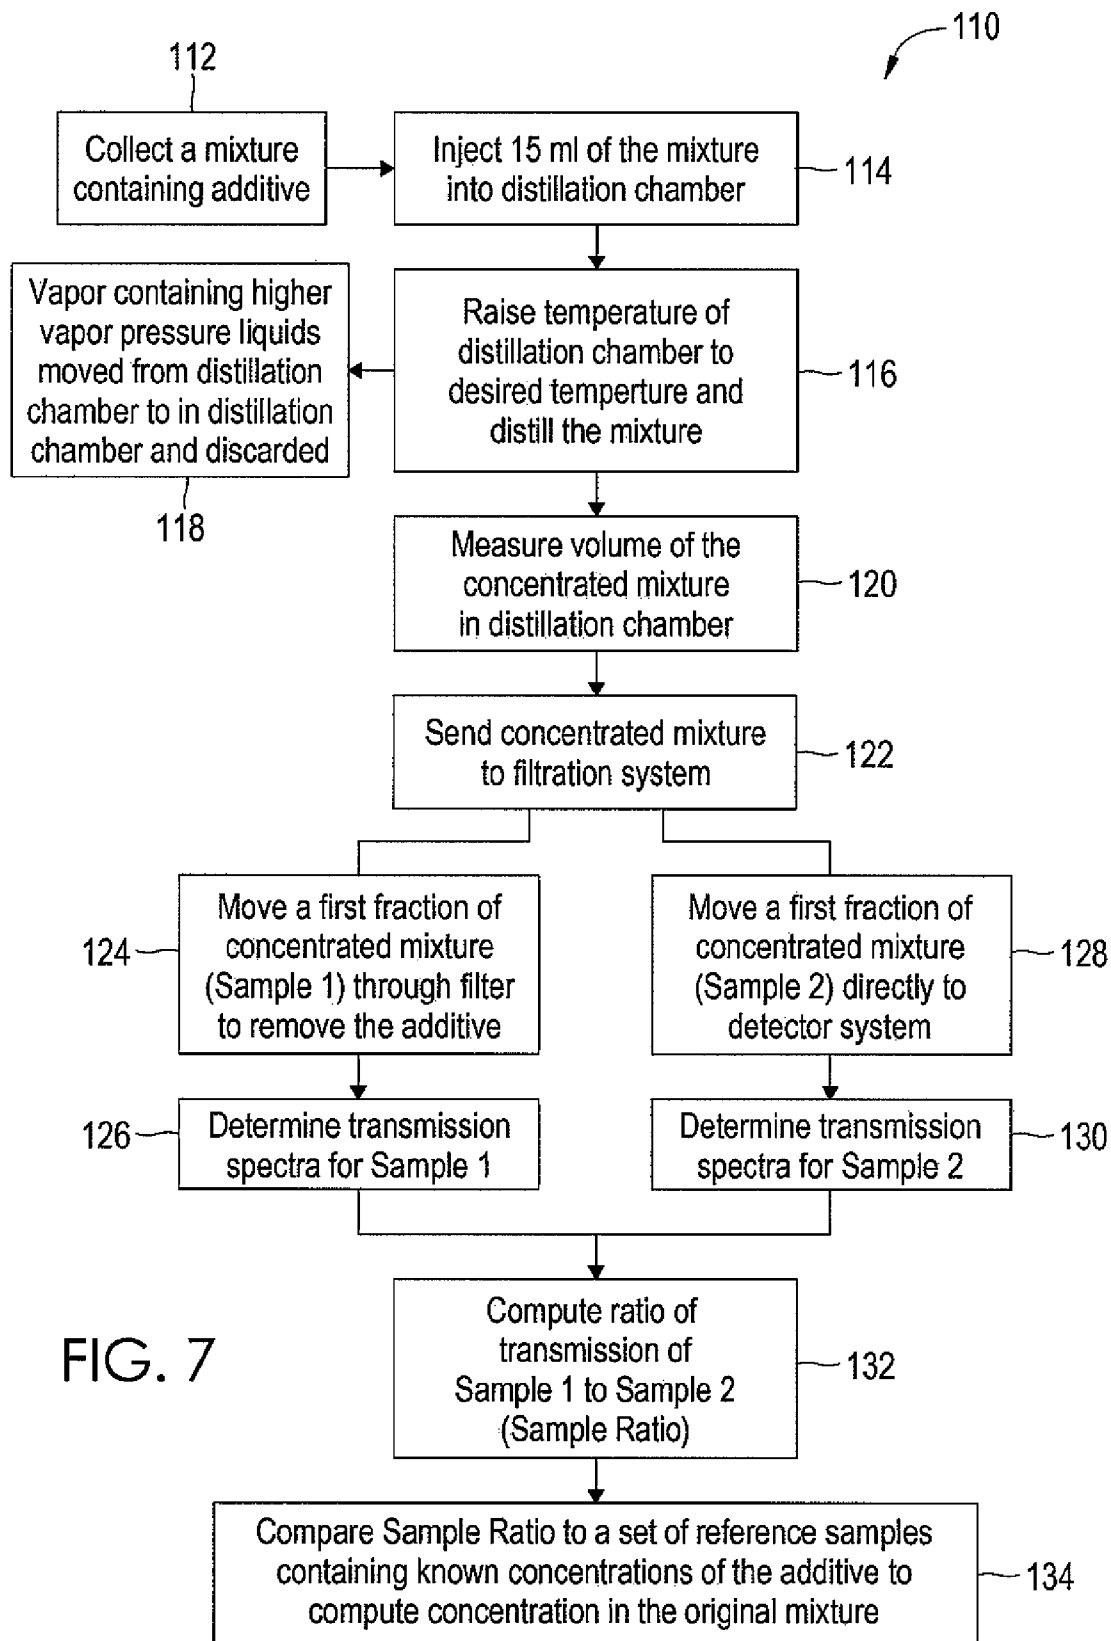 110
112
Collect a mixture
containing additive
Inject 15 ml of the mixture
into distillation chamber
114
Vapor containing higher
vapor pressure liquids
moved from distillation
chamber to in distillation
chamber and discarded
118
Raise temperature of
distillation chamber to
desired temperture and
distill the mixture
116
Measure volume of the
concentrated mixture
in distillation chamber
120
Send concentrated mixture
to filtration system
122
124
Move a first fraction of
concentrated mixture
(Sample 1) through filter
to remove the additive
Move a first fraction of
concentrated mixture
(Sample 2) directly to
detector system
128
126
Determine transmission
spectra for Sample 1
Determine transmission
spectra for Sample 2
130
FIG. 7
Compute ratio of
transmission of
Sample 1 to Sample 2
(Sample Ratio)
132
Compare Sample Ratio to a set of reference samples
containing known concentrations of the additive to
compute concentration in the original mixture
134